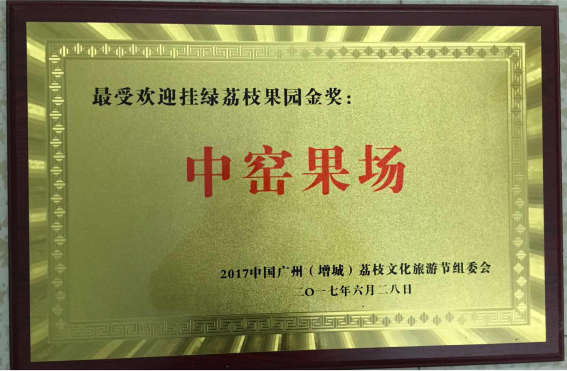 最受欢迎挂绿荔枝果园金奖：
中窑果场
2017中国广州（增城）荔枝文化旅游节组委会
二〇一七年六月二八日